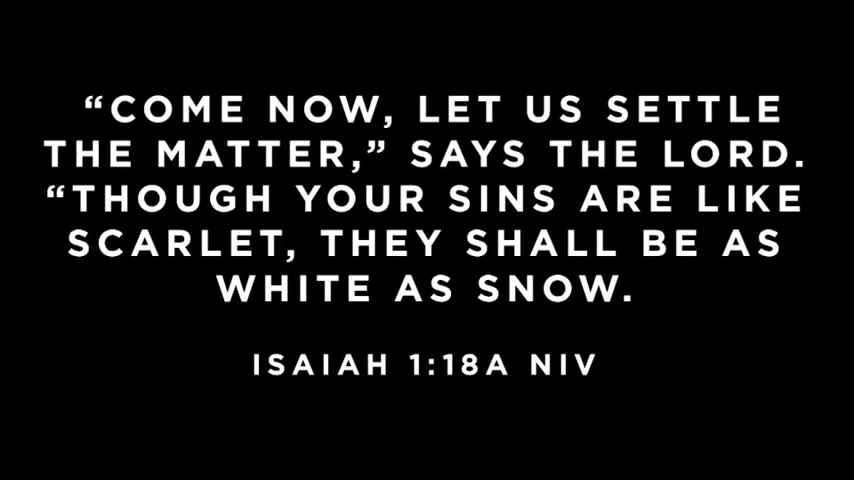 “COME NOW, LET US SETTLE
THE MATTER,” SAYS THE LORD.
“THOUGH YOUR SINS ARE LIKE
SCARLET, THEY SHALL BE AS
WHITE AS SNOW.
ISAIAH 1:18A NIV